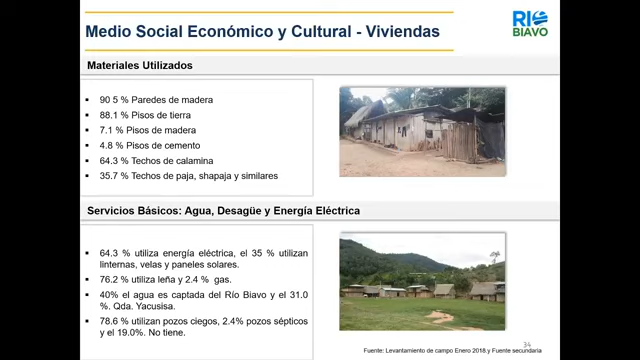 Medio Social Económico y Cultural - Viviendas
RIO
BIAVO
Materiales Utilizados
▪ 90 5 % Paredes de madera
▪ 88.1 % Pisos de tierra
▪ 7.1 % Pisos de madera
▪ 4.8 % Pisos de cemento
▪ 64.3 % Techos de calamina
▪ 35.7 % Techos de paja, shapaja y similares
Servicios Básicos: Agua, Desagüe y Energía Eléctrica
▪ 64.3 % utiliza energía eléctrica, el 35 % utilizan
linternas, velas y paneles solares.
▪ 76.2 % utiliza leña y 2.4 % gas.
▪ 40% el agua es captada del Río Biavo y el 31.0
%. Qda. Yacusisa.
▪ 78.6 % utilizan pozos ciegos, 2.4% pozos sépticos
y el 19.0%. No tiene.
34
Fuente: Levantamiento de campo Enero 2018.y Fuente secundaria